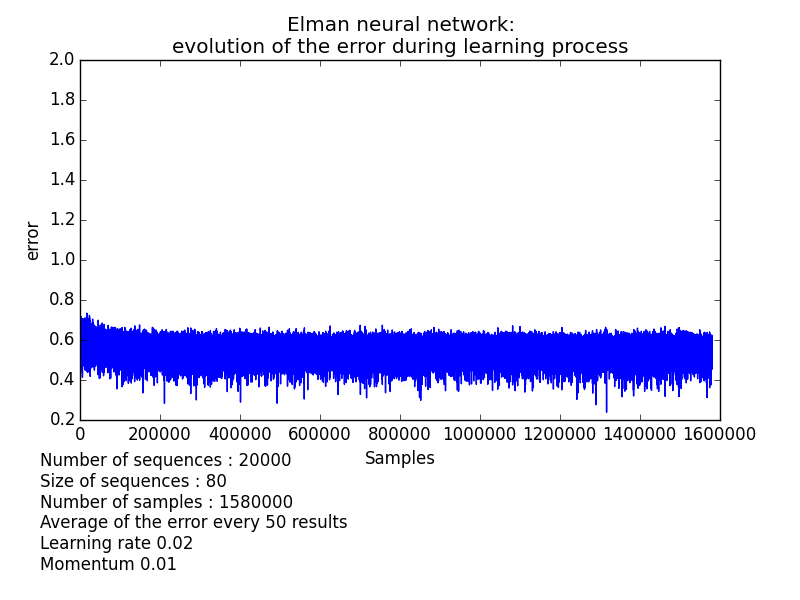 Elman neural network:
evolution of the error during learning process
2.0
1.8
1.6
1.4
1.2
1.0
0.8
0.6
0.4
0.2
error
0 200000 400000 600000 800000 1000000 1200000 1400000 1600000
Samples
Number of sequences : 20000
Size of sequences : 80
Number of samples : 1580000
Average of the error every 50 results
Learning rate 0.02
Momentum 0.01